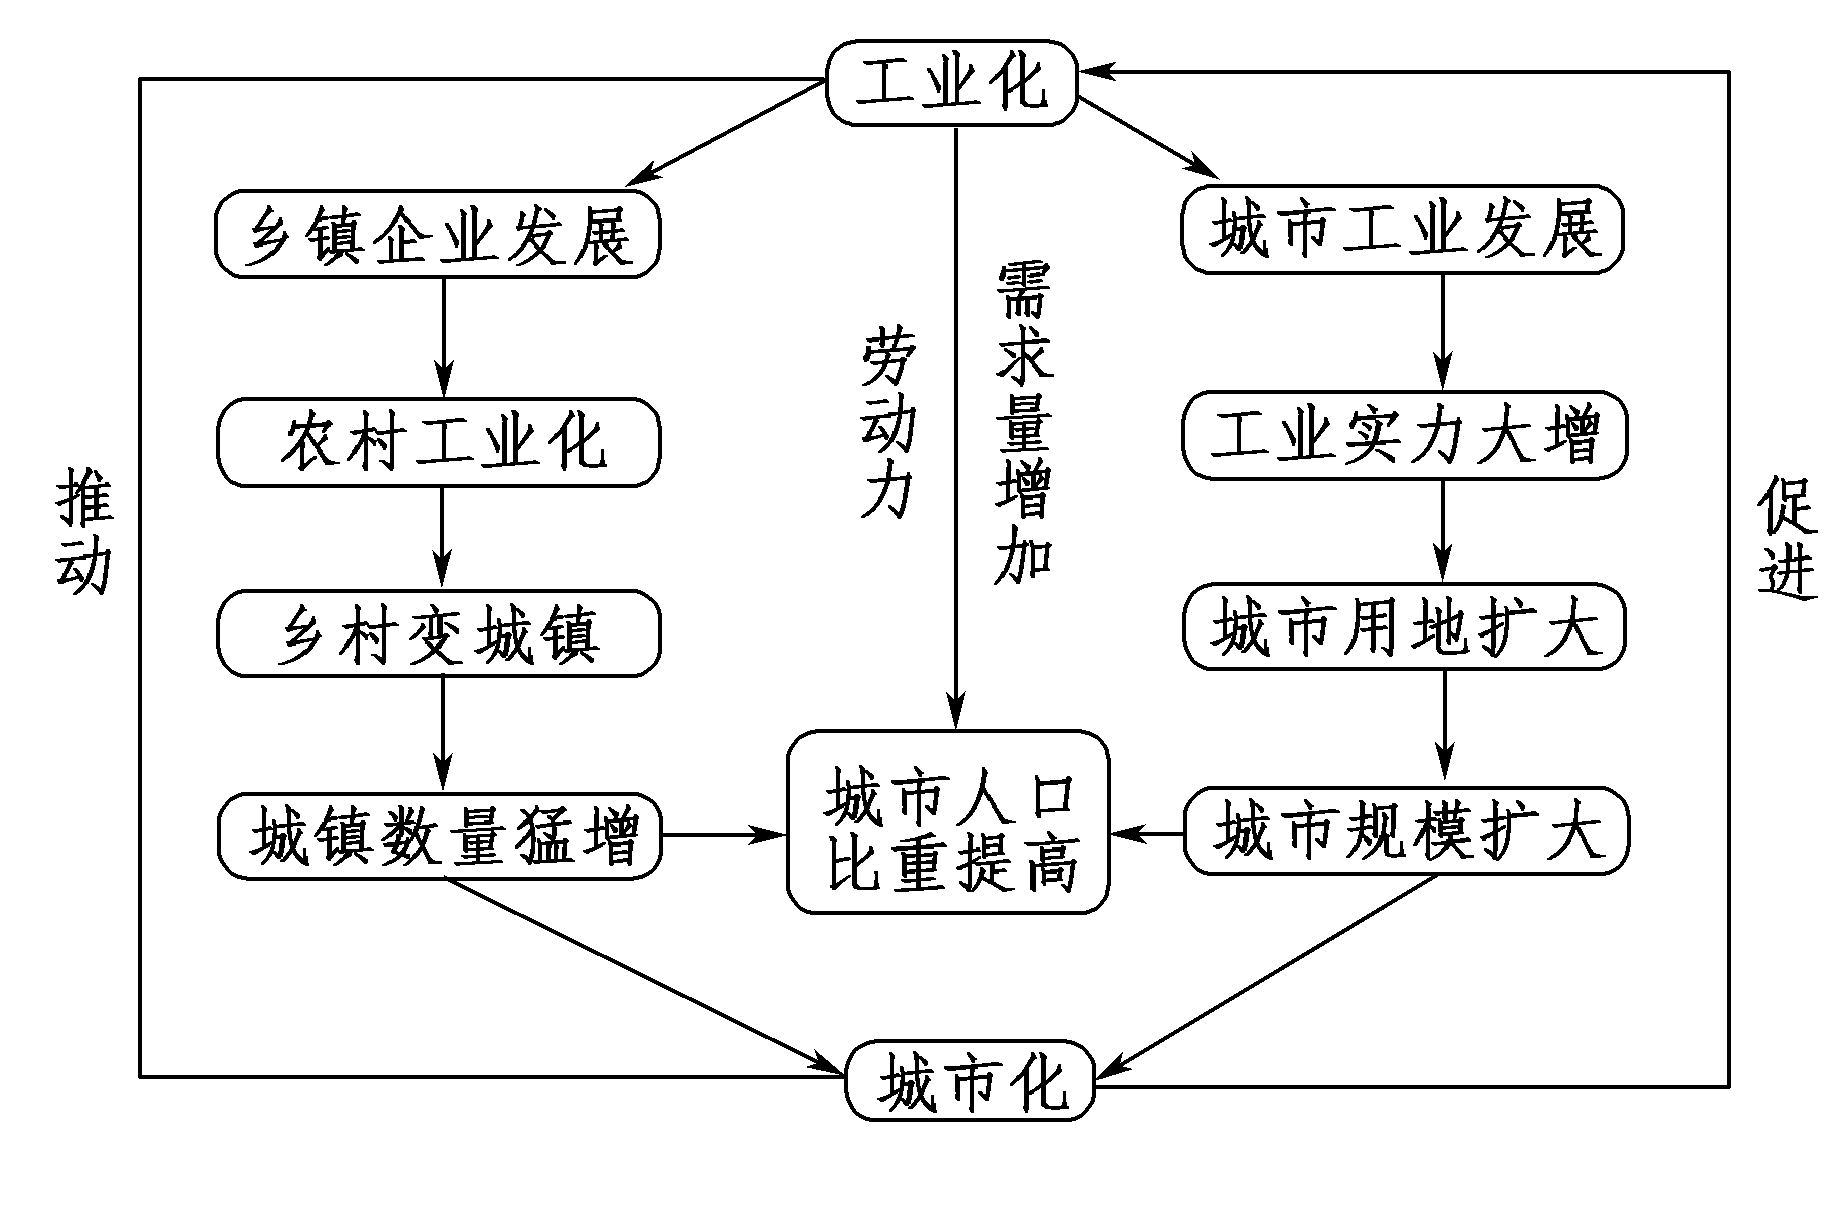 工业化
乡镇企业发展
城市工业发展
农村工业化
工业实力大增
乡村变城镇
城市用地扩大
城镇数量猛增
城市人口
比重提高
城市规模扩大
城市化
推动
劳动力
需求量增加
促进